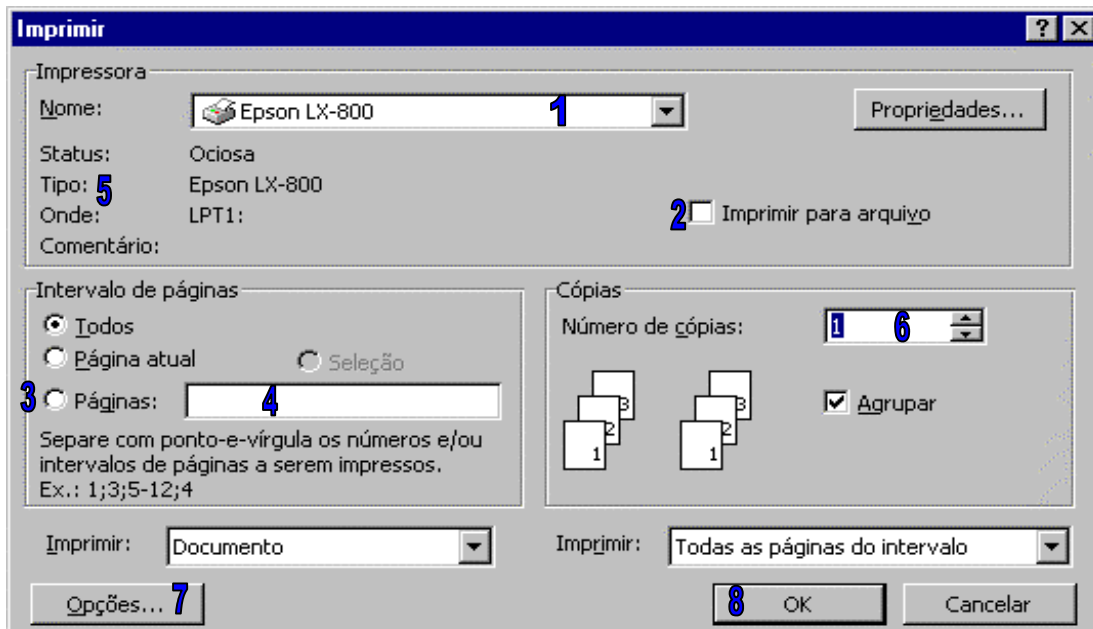 Imprimir ? X
Impressora
Nome: Epson LX-800 1 Propriedades...
Status: Ociosa
Tipo: 5 Epson LX-800
Onde: LPT1: 2 Imprimir para arquivo
Comentário:
Intervalo de páginas
Todos
Página atual Seleção
3 Páginas: 4
Separe com ponto-e-vírgula os números e/ou
intervalos de páginas a serem impressos.
Ex.: 1;3;5-12;4
Cópias
Número de cópias: 1 6
3 3
2 2
1 1
Agrupar
Imprimir: Documento
Imprimir: Todas as páginas do intervalo
Opções... 7 8 OK Cancelar